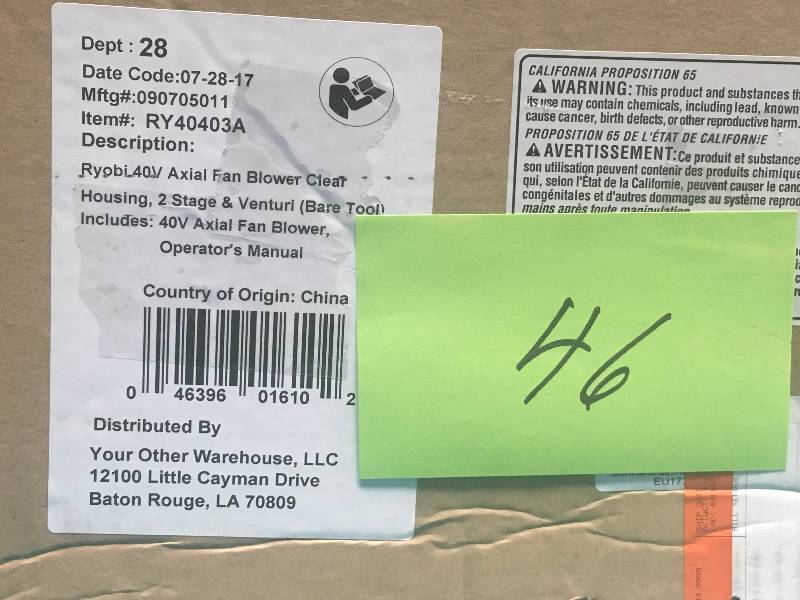 Dept : 28
Date Code:07-28-17
Mftg#:090705011
Item#: RY40403A
Description:
Ryobi 40V Axial Fan Blower Clear
Housing, 2 Stage & Venturi (Bare Tool)
Includes: 40V Axial Fan Blower,
Operator's Manual
Country of Origin: China
0 46396 01610 2
Distributed By
Your Other Warehouse, LLC
12100 Little Cayman Drive
Baton Rouge, LA 70809
CALIFORNIA PROPOSITION 65
WARNING: This product and substances
its use may contain chemicals, including lead, known
cause cancer, birth defects, or other reproductive harm.
PROPOSITION 65 DE L'ÉTAT DE CALIFORNIE
AVERTISSEMENT: Ce produit et substance
son utilisation peuvent contenir des produits chimique
qui, selon l'État de la Californie, peuvent causer le canc
congénitales et d'autres dommages au système reprod
mains après toute manipulation
46
EU17